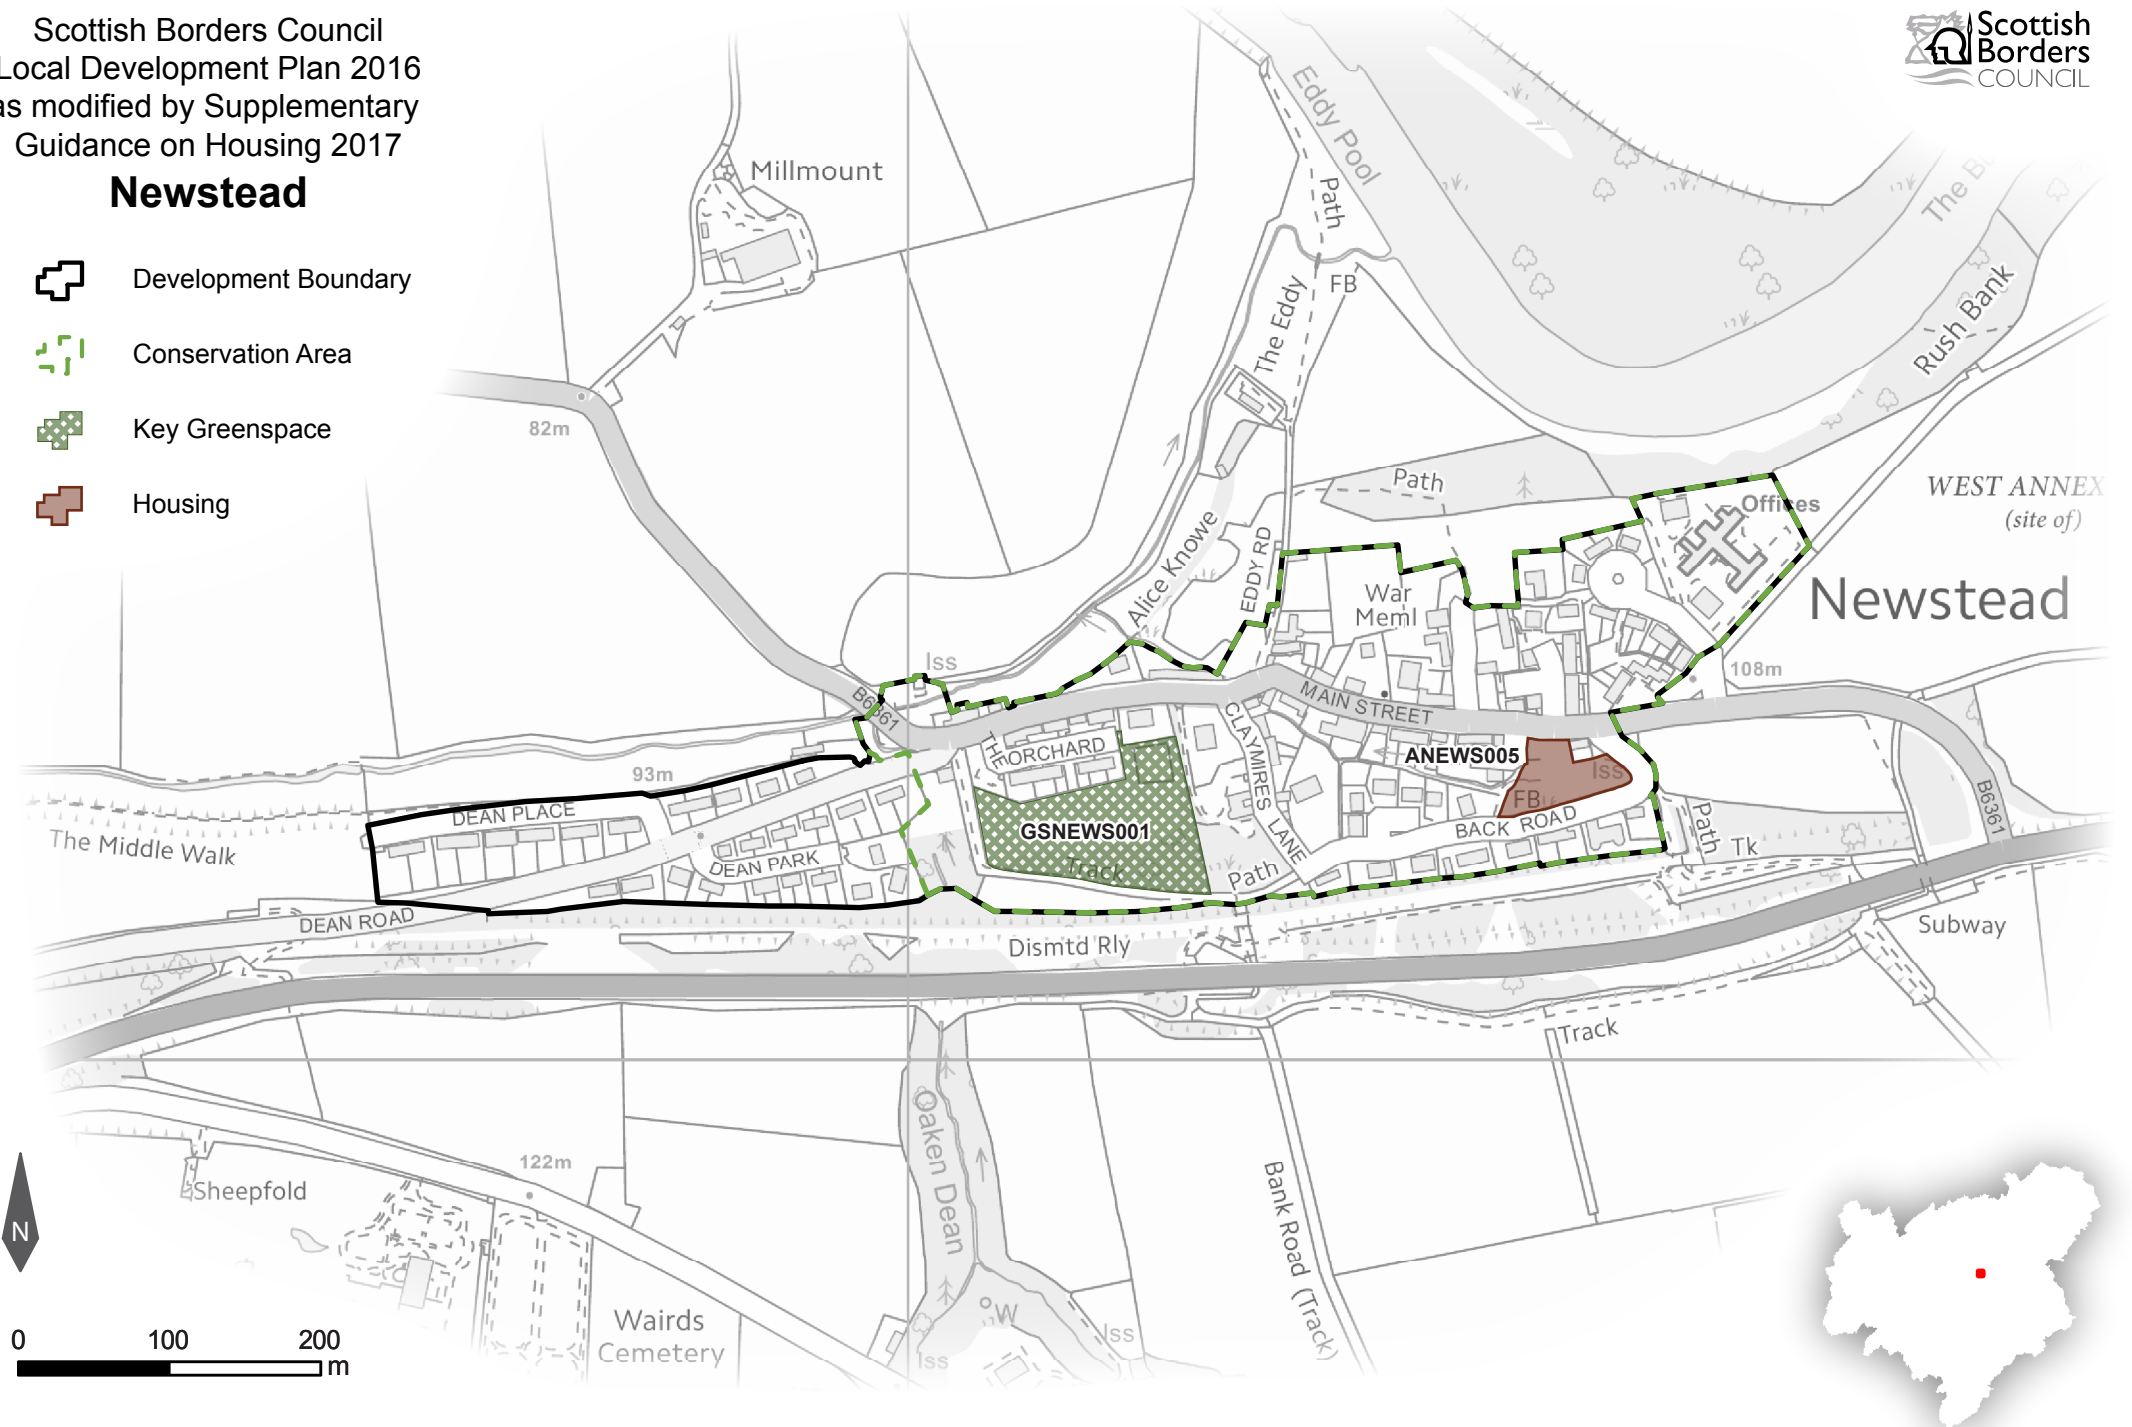 Scottish Borders Council
Local Development Plan 2016
as modified by Supplementary
Guidance on Housing 2017
Newstead
Development Boundary
Conservation Area
Key Greenspace
Housing
Scottish
Borders
COUNCIL
Millmount
82m
Eddy Pool
Path
FB
The Eddy
The B
Rush Bank
Path
WEST ANNEX
(site of)
Offices
Newstead
Alice Knowe
EDDY RD
War
Meml
Iss
B6361
MAIN STREET
108m
THE
ORCHARD
CLAYMIRES LANE
ANEWS005
Iss
FB
BACK ROAD
B6361
93m
DEAN PLACE
The Middle Walk
DEAN PARK
GSNEWS001
Track
Path
Path
Tk
DEAN ROAD
Dismtd Rly
Subway
Track
Oaken Dean
Bank Road (Track)
122m
Sheepfold
Wairds
Cemetery
W
Iss
Iss
N
0 100 200
m